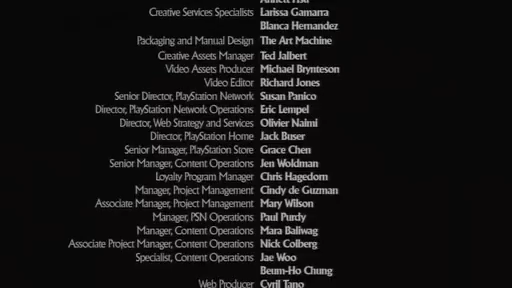 Creative Services Specialists Larissa Gamarra
Blanca Hernandez
Packaging and Manual Design The Art Machine
Creative Assets Manager Ted Jalbert
Video Assets Producer Michael Brynteson
Video Editor Richard Jones
Senior Director, PlayStation Network Susan Panico
Director, PlayStation Network Operations Eric Lempel
Director, Web Strategy and Services Olivier Naimi
Director, PlayStation Home Jack Buser
Senior Manager, PlayStation Store Grace Chen
Senior Manager, Content Operations Jen Woldman
Loyalty Program Manager Chris Hagedorn
Manager, Project Management Cindy de Guzman
Associate Manager, Project Management Mary Wilson
Manager, PSN Operations Paul Purdy
Manager, Content Operations Mara Baliwag
Associate Project Manager, Content Operations Nick Colberg
Specialist, Content Operations Jae Woo
Beum-Ho Chung
Web Producer Cyril Tano